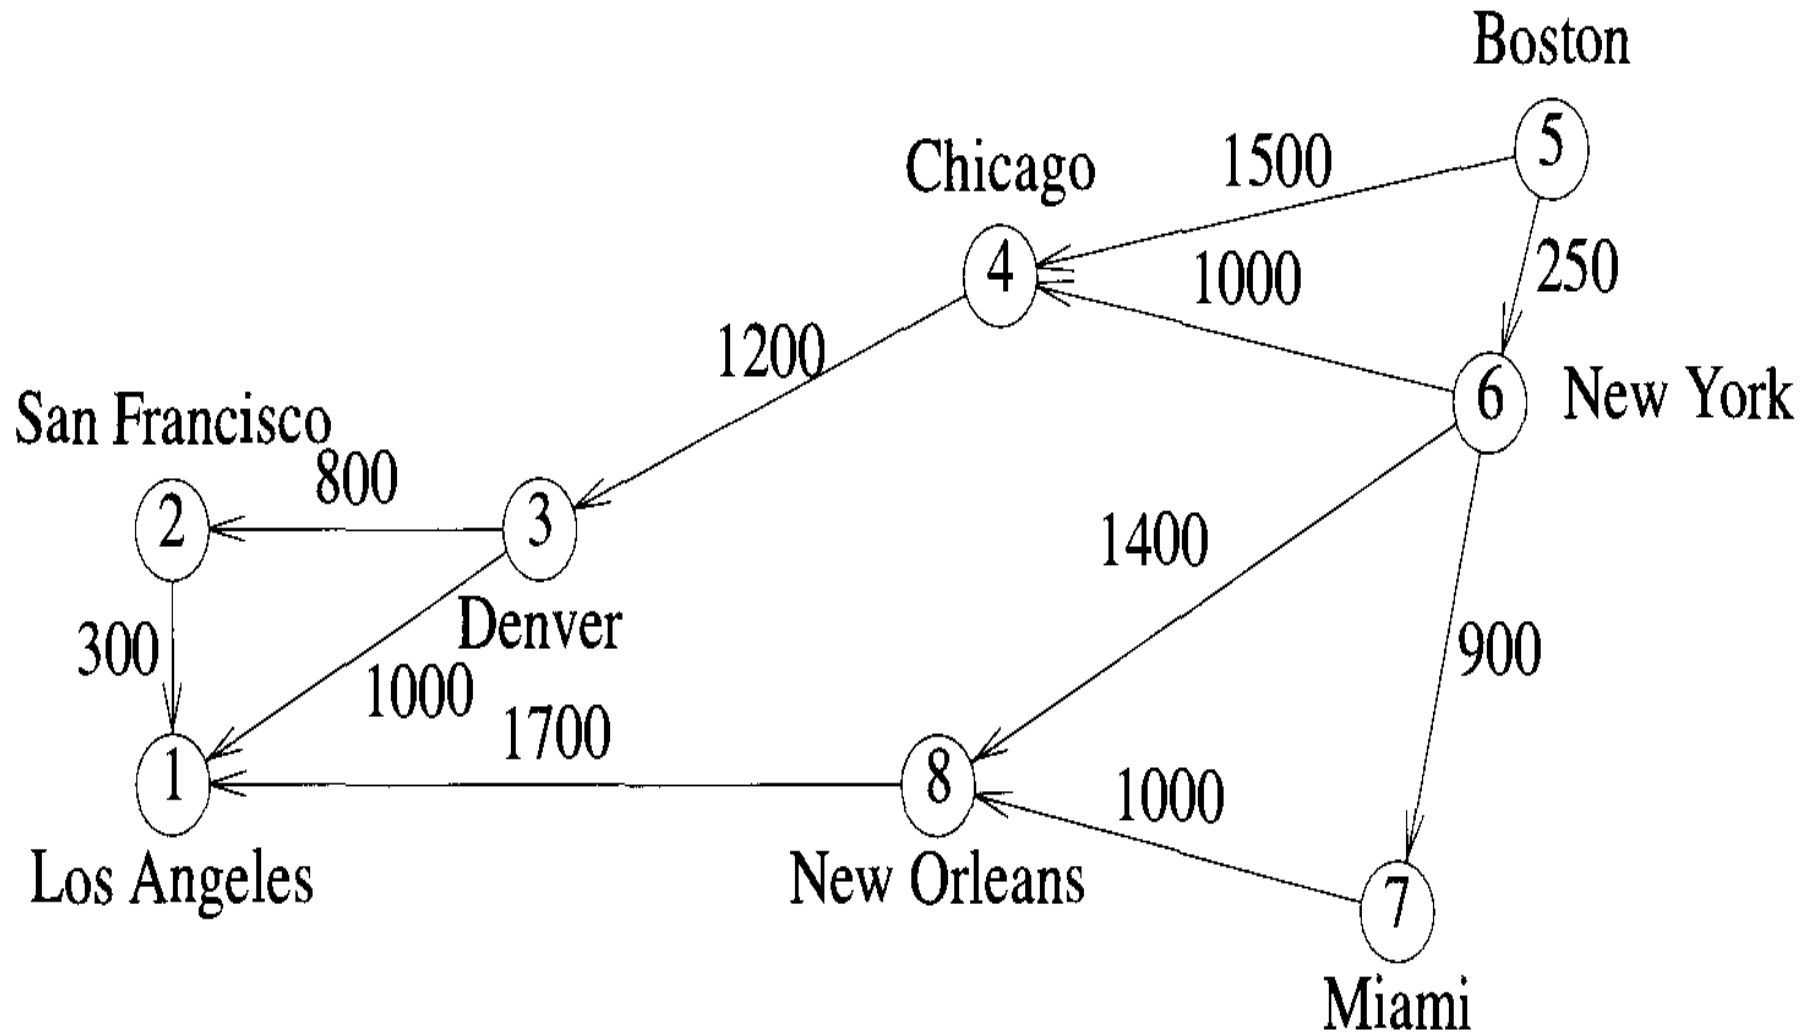 Boston
5
1500
Chicago
250
4
1000
1200
6
New York
San Francisco
800
2
3
1400
Denver
300
900
1000
1700
1
8
1000
Los Angeles
New Orleans
7
Miami